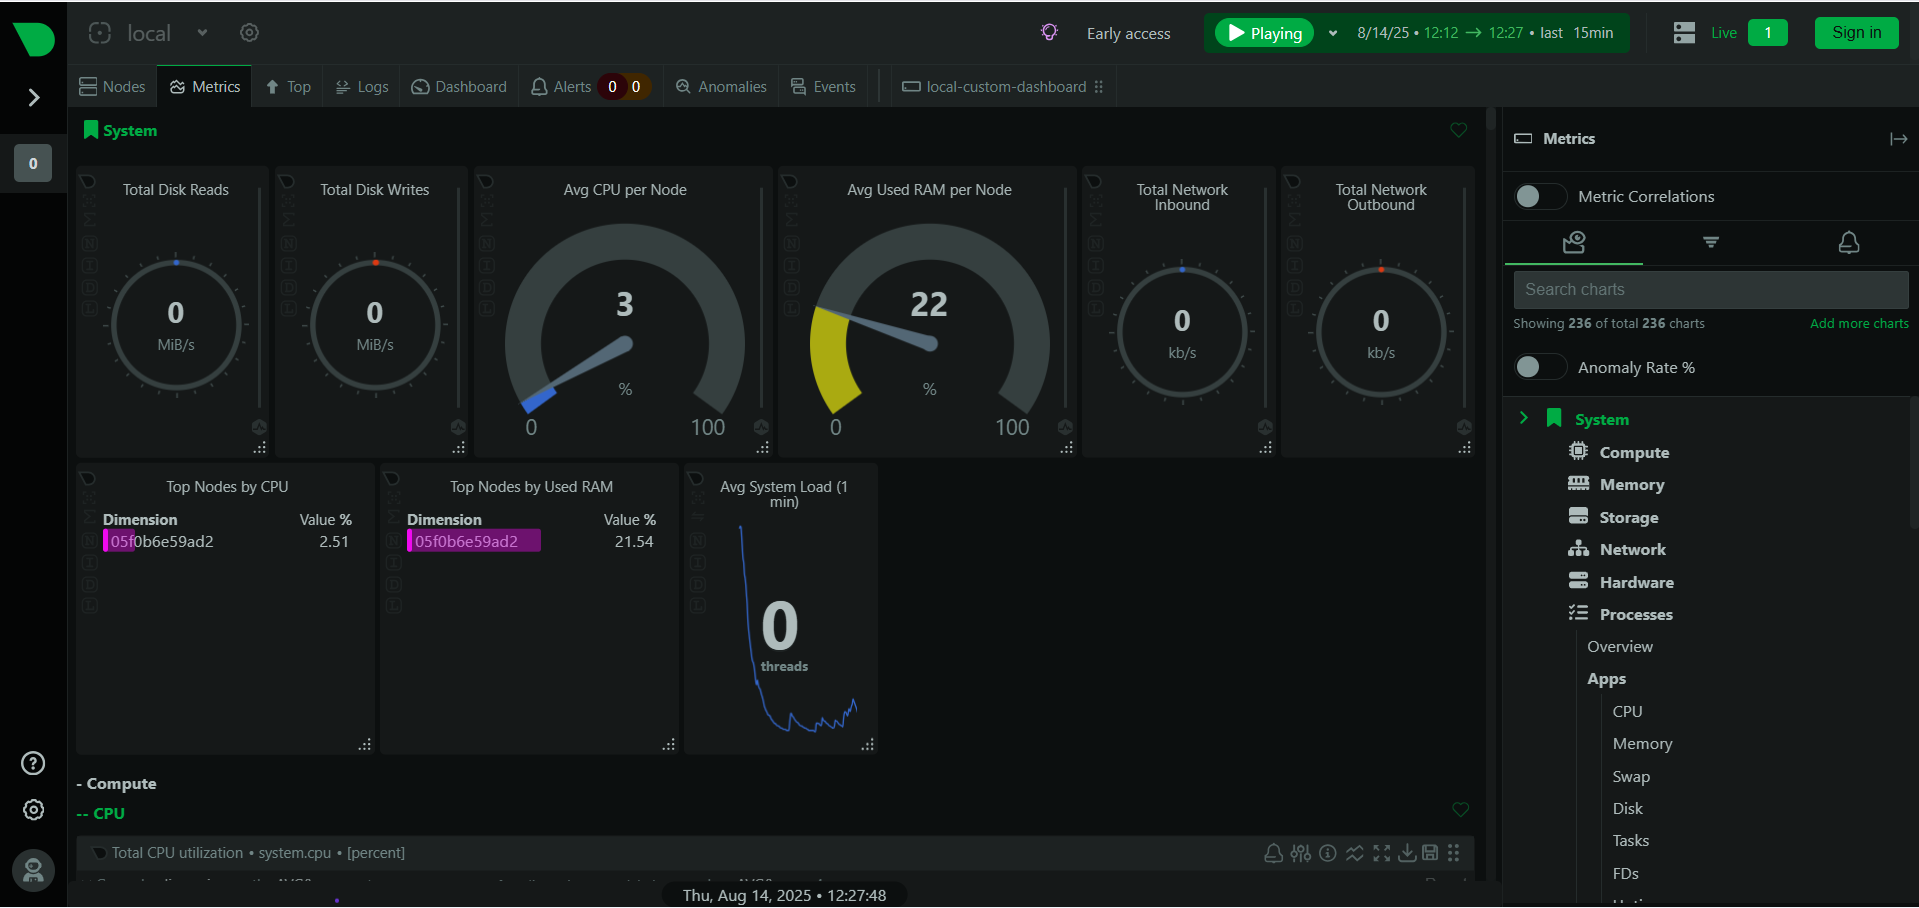 local
Early access
Playing
8/14/25 • 12:12 → 12:27 • last 15min
Live
1
Sign in
Nodes
Metrics
Top
Logs
Dashboard
Alerts 0 0
Anomalies
Events
local-custom-dashboard
0
System
Total Disk Reads
0
MiB/s
Total Disk Writes
0
MiB/s
Avg CPU per Node
3
%
0 100
Avg Used RAM per Node
22
%
0 100
Total Network
Inbound
0
kb/s
Total Network
Outbound
0
kb/s
Top Nodes by CPU
Dimension Value %
05f0b6e59ad2 2.51
Top Nodes by Used RAM
Dimension Value %
05f0b6e59ad2 21.54
Avg System Load (1
min)
0
threads
- Compute
-- CPU
Total CPU utilization • system.cpu • [percent]
Thu, Aug 14, 2025 • 12:27:48
Metrics
Metric Correlations
Search charts
Showing 236 of total 236 charts
Add more charts
Anomaly Rate %
System
Compute
Memory
Storage
Network
Hardware
Processes
Overview
Apps
CPU
Memory
Swap
Disk
Tasks
FDs